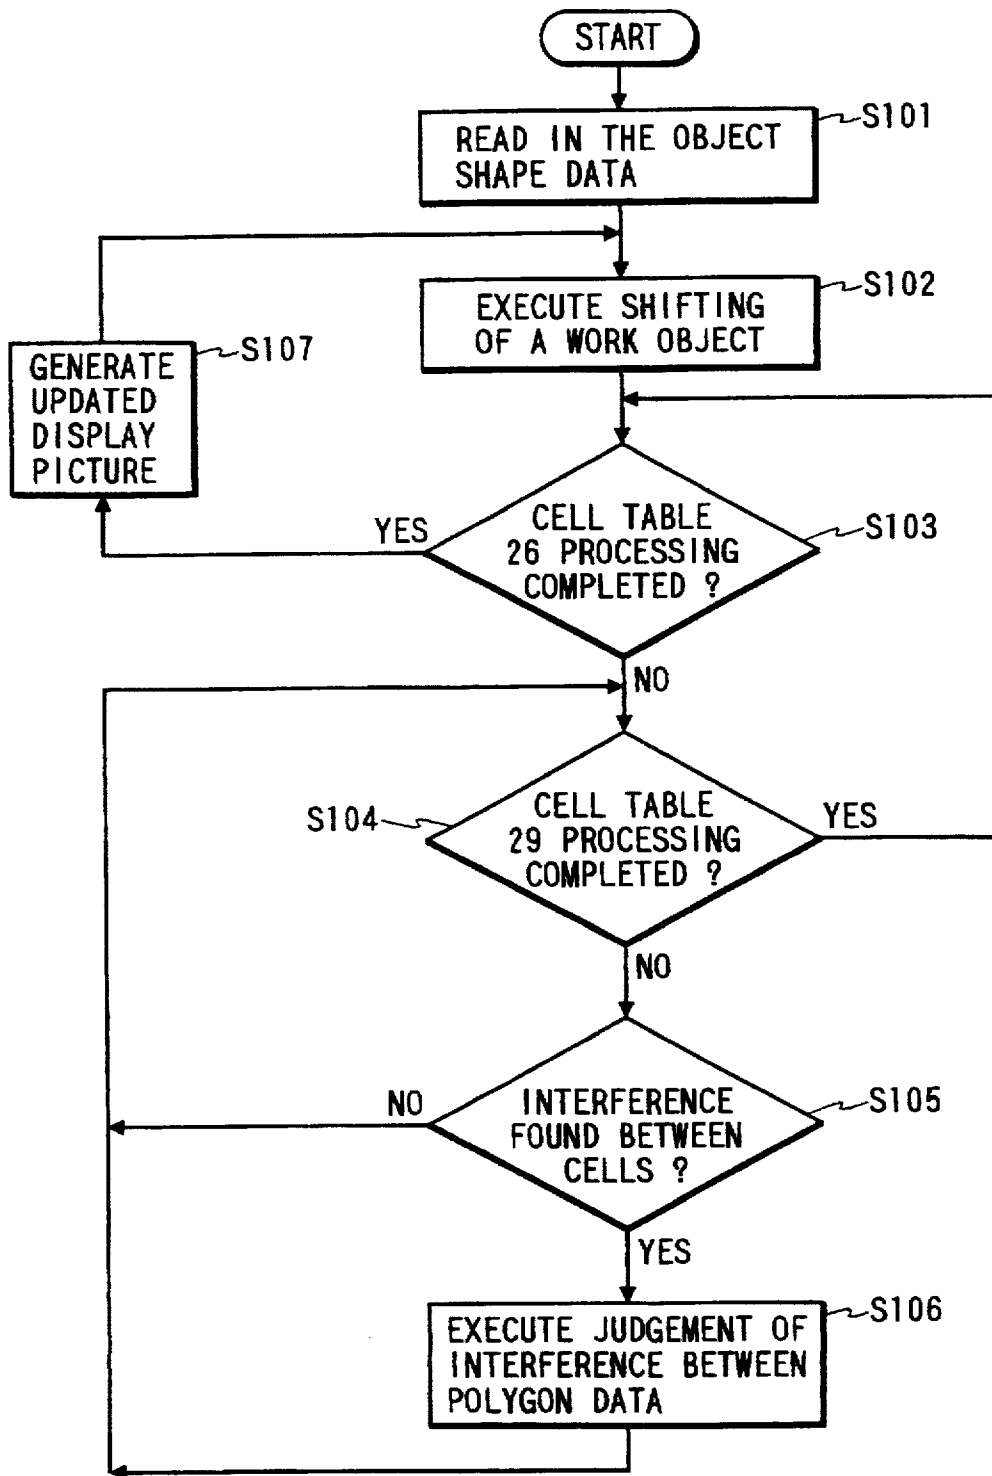 START
S101
READ IN THE OBJECT
SHAPE DATA
S102
EXECUTE SHIFTING
OF A WORK OBJECT
S107
GENERATE
UPDATED
DISPLAY
PICTURE
YES
S103
CELL TABLE
26 PROCESSING
COMPLETED ?
NO
S104
CELL TABLE
29 PROCESSING
COMPLETED ?
YES
NO
NO
S105
INTERFERENCE
FOUND BETWEEN
CELLS ?
YES
S106
EXECUTE JUDGEMENT OF
INTERFERENCE BETWEEN
POLYGON DATA